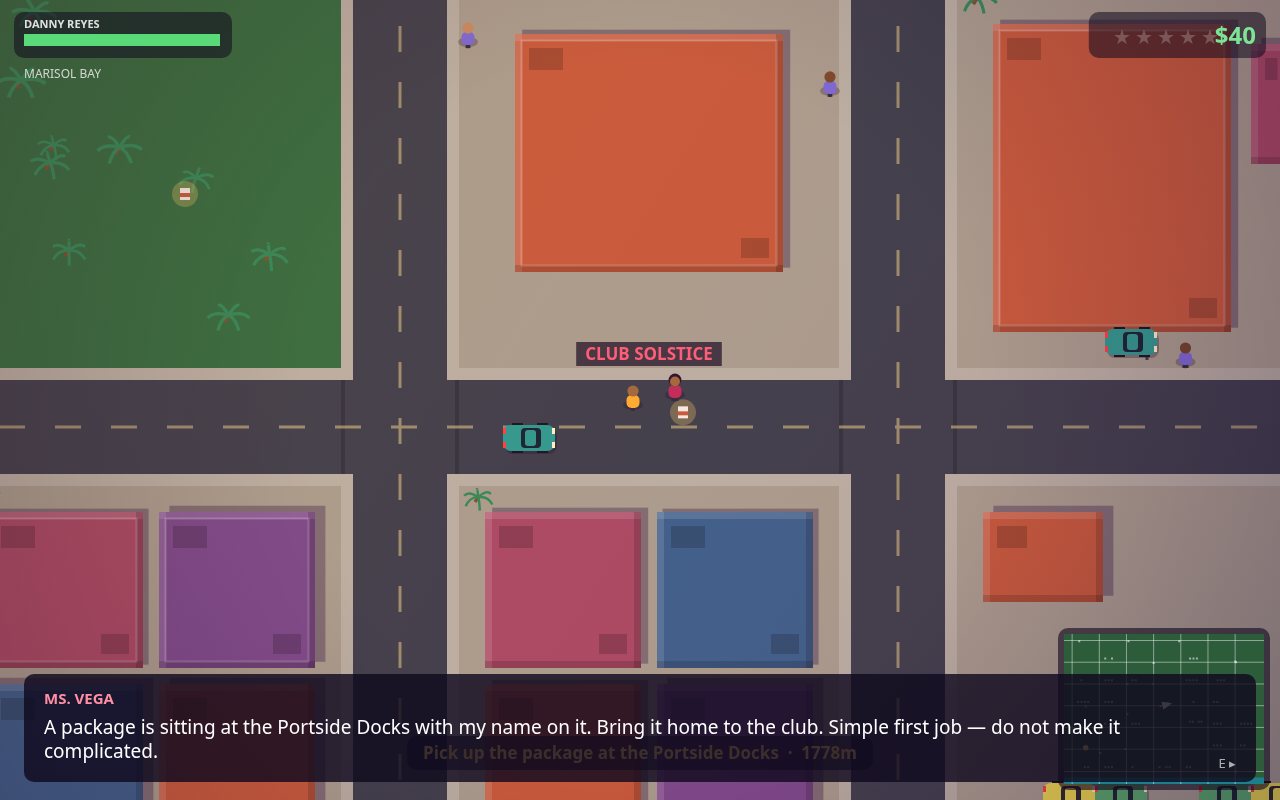 DANNY REYES
MARISOL BAY
★★★★★ $40
CLUB SOLSTICE
MS. VEGA
A package is sitting at the Portside Docks with my name on it. Bring it home to the club. Simple first job — do not make it
complicated.
Pick up the package at the Portside Docks · 1778m
E ▸